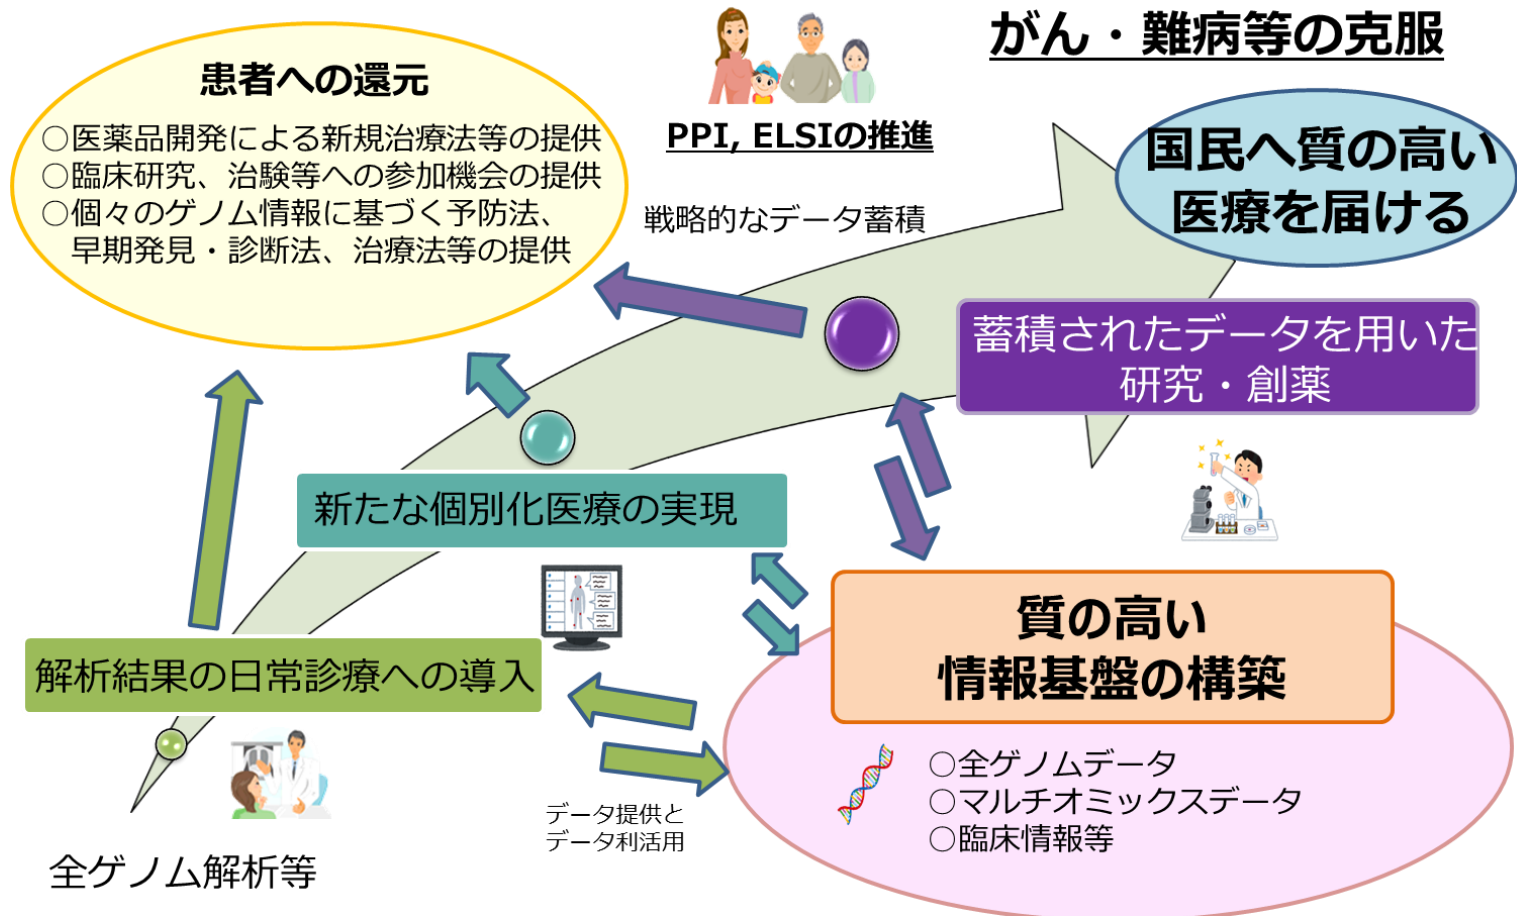 がん・難病等の克服
患者への還元
○医薬品開発による新規治療法等の提供
○臨床研究、治験等への参加機会の提供
○個々のゲノム情報に基づく予防法、
早期発見・診断法、治療法等の提供
PPI, ELSIの推進
国民へ質の高い
医療を届ける
戦略的なデータ蓄積
蓄積されたデータを用いた
研究・創薬
新たな個別化医療の実現
解析結果の日常診療への導入
質の高い
情報基盤の構築
○全ゲノムデータ
○マルチオミックスデータ
○臨床情報等
データ提供と
データ利活用
全ゲノム解析等